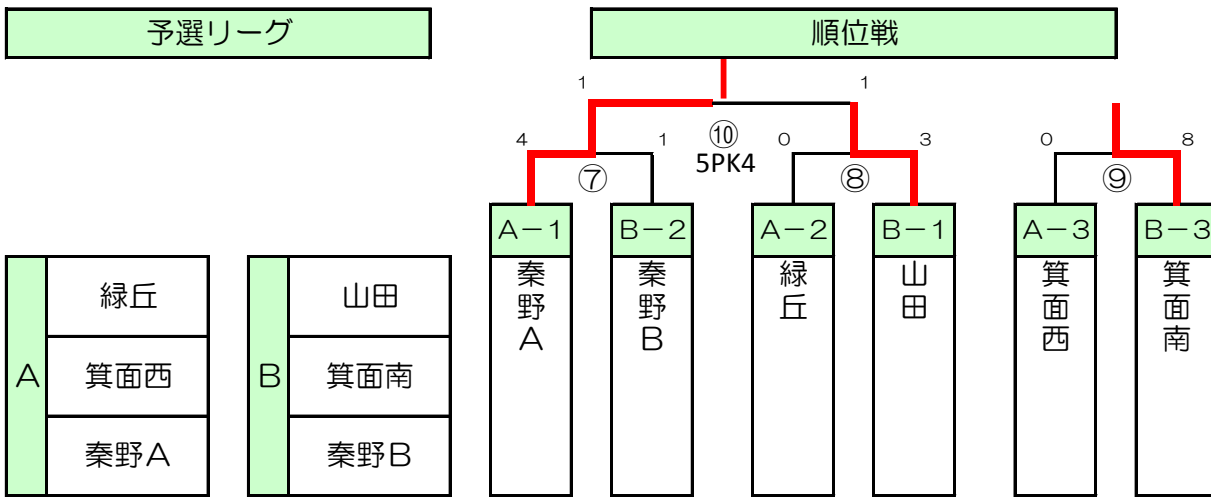 予選リーグ
順位戦
1 1
4 1 ⑩ 0 3 0 8
5PK4
⑦ ⑧ ⑨
A－1 B－2 A－2 B－1 A－3 B－3
秦野A
秦野B
緑丘
山田
箕面西
箕面南
A
緑丘
箕面西
秦野A
B
山田
箕面南
秦野B